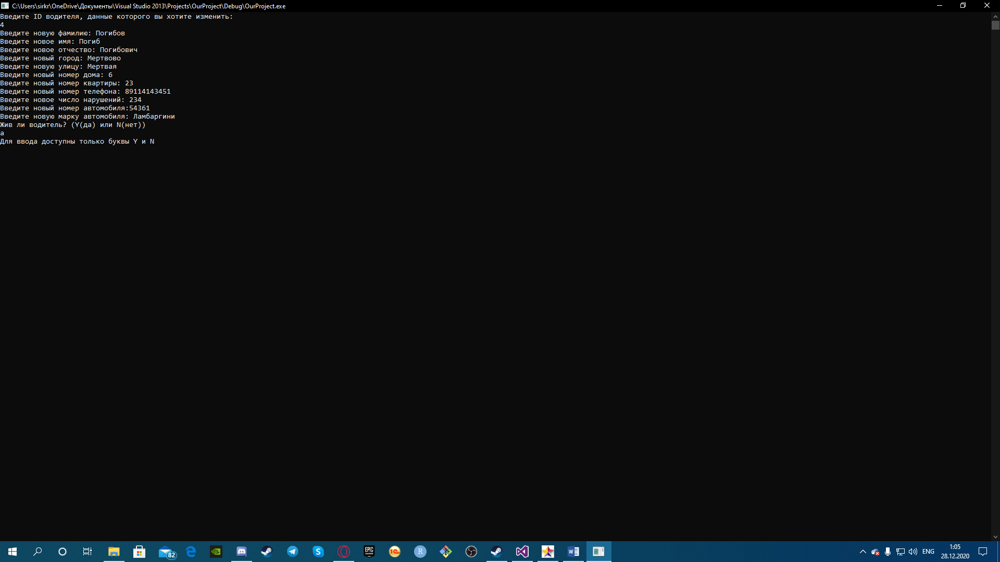 C:\Users\sirkr\OneDrive\Документы\Visual Studio 2013\Projects\OurProject\Debug\OurProject.exe
Введите ID водителя, данные которого вы хотите изменить:
4
Введите новую фамилию: Погибов
Введите новое имя: Погиб
Введите новое отчество: Погибович
Введите новый город: Мертвово
Введите новую улицу: Мертвая
Введите новый номер дома: 6
Введите новый номер квартиры: 23
Введите новый номер телефона: 89114143451
Введите новое число нарушений: 234
Введите новый номер автомобиля:54361
Введите новую марку автомобиля: Ламбаргини
Жив ли водитель? (Y(да) или N(нет))
а
Для ввода доступны только буквы Y и N
82
S
EPIC
GAMES
1С
R
W
ENG
1:05
28.12.2020